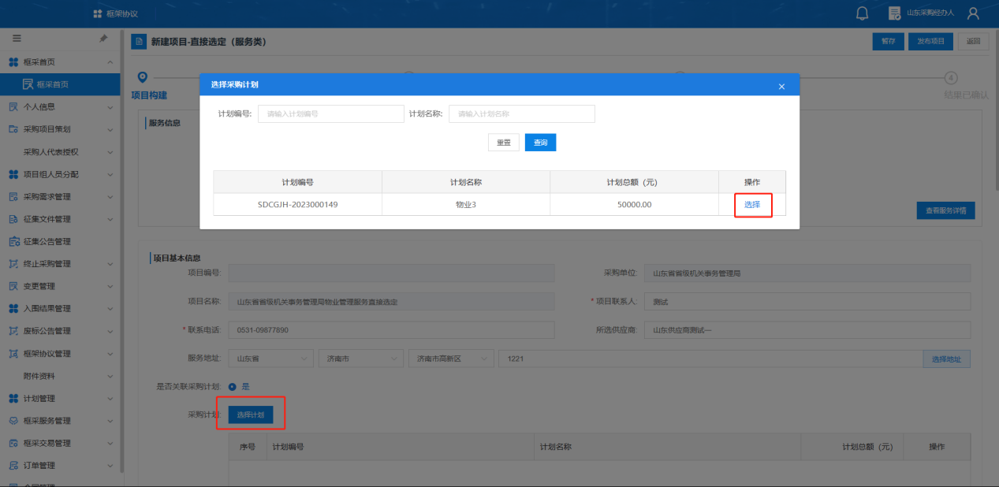 框架协议
山东采购经办人
新建项目-直接选定（服务类）
暂存
发布项目
返回
框采首页
框采首页
个人信息
采购项目策划
采购人代表授权
项目组人员分配
采购需求管理
征集文件管理
征集公告管理
终止采购管理
变更管理
入围结果管理
废标公告管理
框架协议管理
附件资料
计划管理
框采服务管理
框采交易管理
订单管理
项目构建
4
结果已确认
服务信息
查看服务详情
选择采购计划
×
计划编号: 请输入计划编号 计划名称: 请输入计划名称
重置 查询
计划编号 计划名称 计划总额（元） 操作
SDCGJH-2023000149 物业3 50000.00 选择
项目基本信息
项目编号:
采购单位: 山东省省级机关事务管理局
项目名称: 山东省省级机关事务管理局物业管理服务直接选定
* 项目联系人: 测试
* 联系电话: 0531-09877890
所选供应商: 山东供应商测试一
服务地址: 山东省 济南市 济南市高新区 1221 选择地址
是否关联采购计划: 是
采购计划: 选择计划
序号 计划编号 计划名称 计划总额（元） 操作